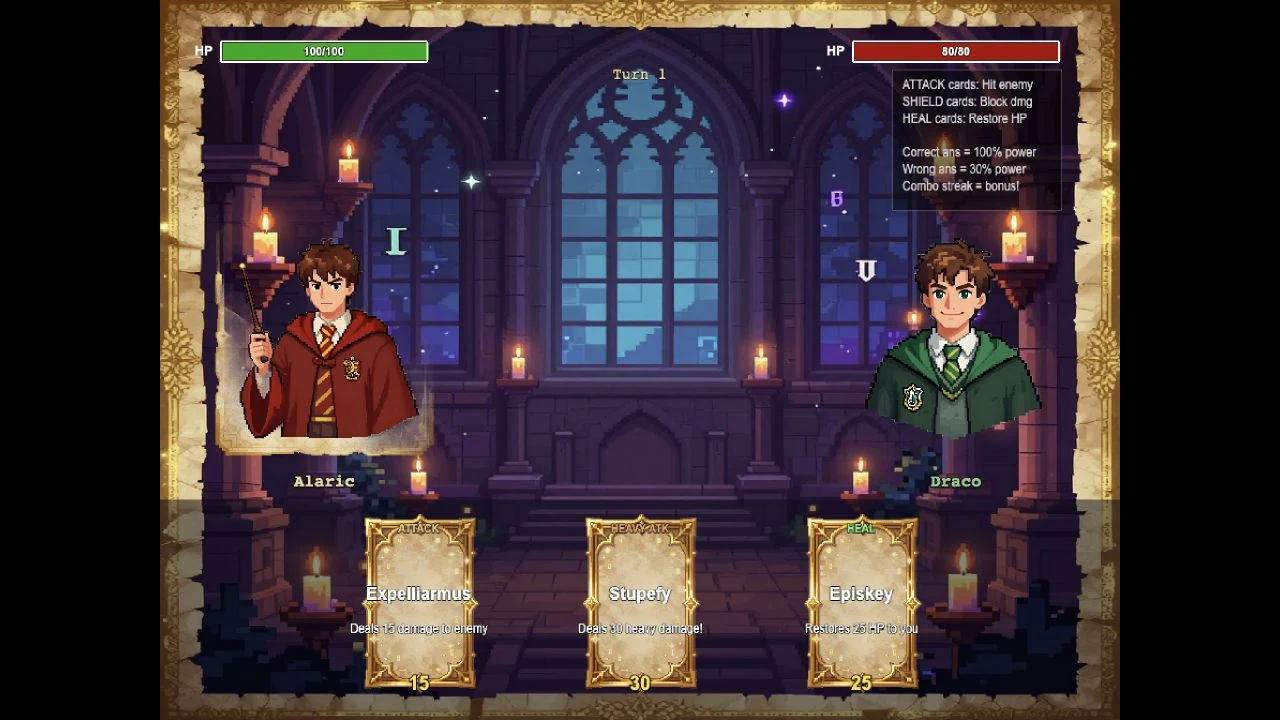 HP 100/100
HP 80/80
Turn 1
ATTACK cards: Hit enemy
SHIELD cards: Block dmg
HEAL cards: Restore HP
Correct ans = 100% power
Wrong ans = 30% power
Combo streak = bonus!
I
U
Alaric
Draco
ATTACK
Expelliarmus
Deals 15 damage to enemy
15
HEAVY ATK
Stupefy
Deals 30 heavy damage!
30
HEAL
Episkey
Restores 25 HP to you
25